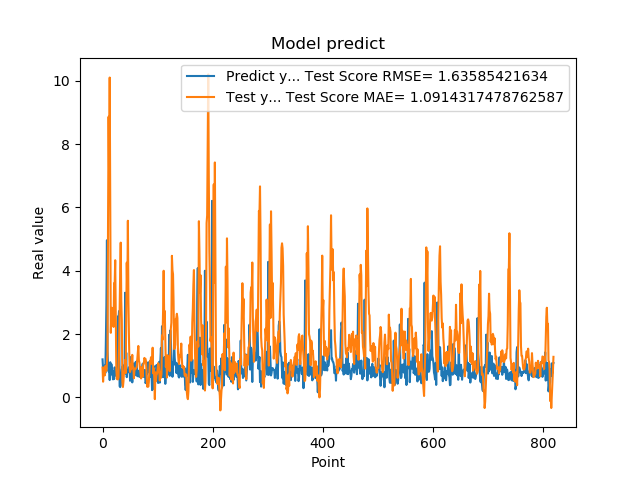 Model predict
Predict y... Test Score RMSE= 1.63585421634
Test y... Test Score MAE= 1.0914317478762587
10
8
6
4
2
0
Real value
0 200 400 600 800
Point